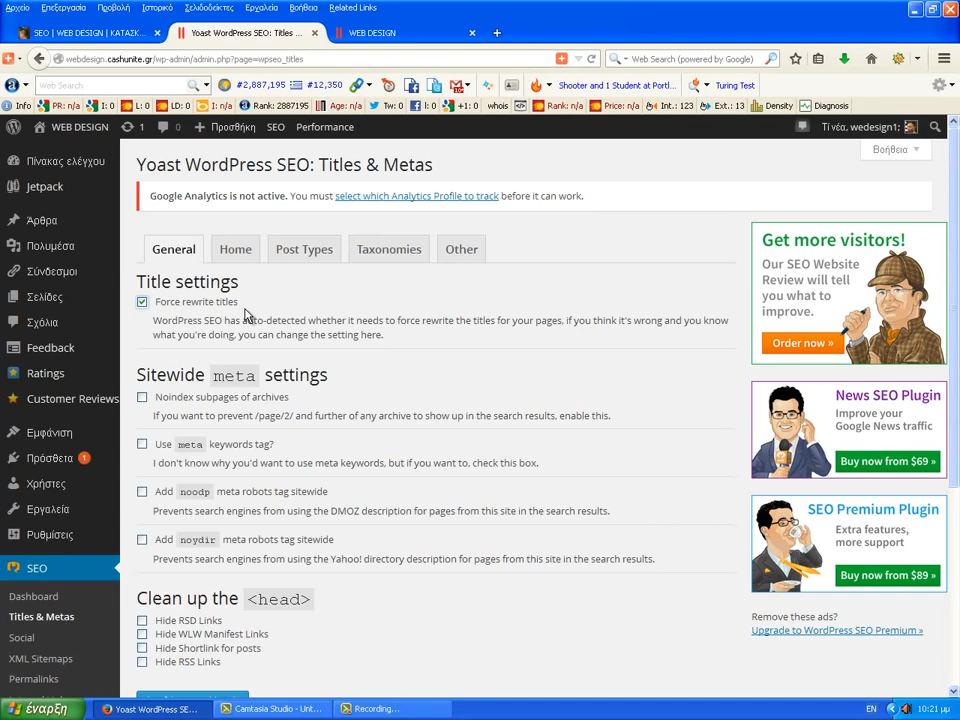 Αρχείο Επεξεργασία Προβολή Ιστορικό Σελιδοδείκτες Εργαλεία Βοήθεια Related Links
SEO | WEB DESIGN | ΚΑΤΑΣΚ... × Yoast WordPress SEO: Titles ... × WEB DESIGN × +
webdesign.cashunite.gr/wp-admin/admin.php?page=wpseo_titles Web Search (powered by Google)
Web Search #2,887,195 #12,350 Shooter and 1 Student at Portl... Turing Test
Info PR: n/a I: 0 L: 0 LD: 0 I: n/a Rank: 2887195 Age: n/a Tw: 0 l: 0 +1: 0 whois Rank: n/a Price: n/a Int.: 123 Ext.: 13 Density Diagnosis
WEB DESIGN 1 0 + Προσθήκη SEO Performance Τί νέα, wedesign1;
Βοήθεια
Πίνακας ελέγχου
Jetpack
Άρθρα
Πολυμέσα
Σύνδεσμοι
Σελίδες
Σχόλια
Feedback
Ratings
Customer Reviews
Εμφάνιση
Πρόσθετα 1
Χρήστες
Εργαλεία
Ρυθμίσεις
SEO
Dashboard
Titles & Metas
Social
XML Sitemaps
Permalinks
Yoast WordPress SEO: Titles & Metas
Google Analytics is not active. You must select which Analytics Profile to track before it can work.
General Home Post Types Taxonomies Other
Title settings
Force rewrite titles
WordPress SEO has auto-detected whether it needs to force rewrite the titles for your pages, if you think it's wrong and you know
what you're doing, you can change the setting here.
Sitewide meta settings
Noindex subpages of archives
If you want to prevent /page/2/ and further of any archive to show up in the search results, enable this.
Use meta keywords tag?
I don't know why you'd want to use meta keywords, but if you want to, check this box.
Add noodp meta robots tag sitewide
Prevents search engines from using the DMOZ description for pages from this site in the search results.
Add noydir meta robots tag sitewide
Prevents search engines from using the Yahoo! directory description for pages from this site in the search results.
Clean up the <head>
Hide RSD Links
Hide WLW Manifest Links
Hide Shortlink for posts
Hide RSS Links
Get more visitors!
Our SEO Website
Review will tell
you what to
improve.
Order now »
News SEO Plugin
Improve your
Google News traffic
Buy now from $69 »
SEO Premium Plugin
Extra features,
more support
Buy now from $89 »
Remove these ads?
Upgrade to WordPress SEO Premium »
έναρξη Yoast WordPress SE... Camtasia Studio - Unt... Recording... EN 10:21 μμ